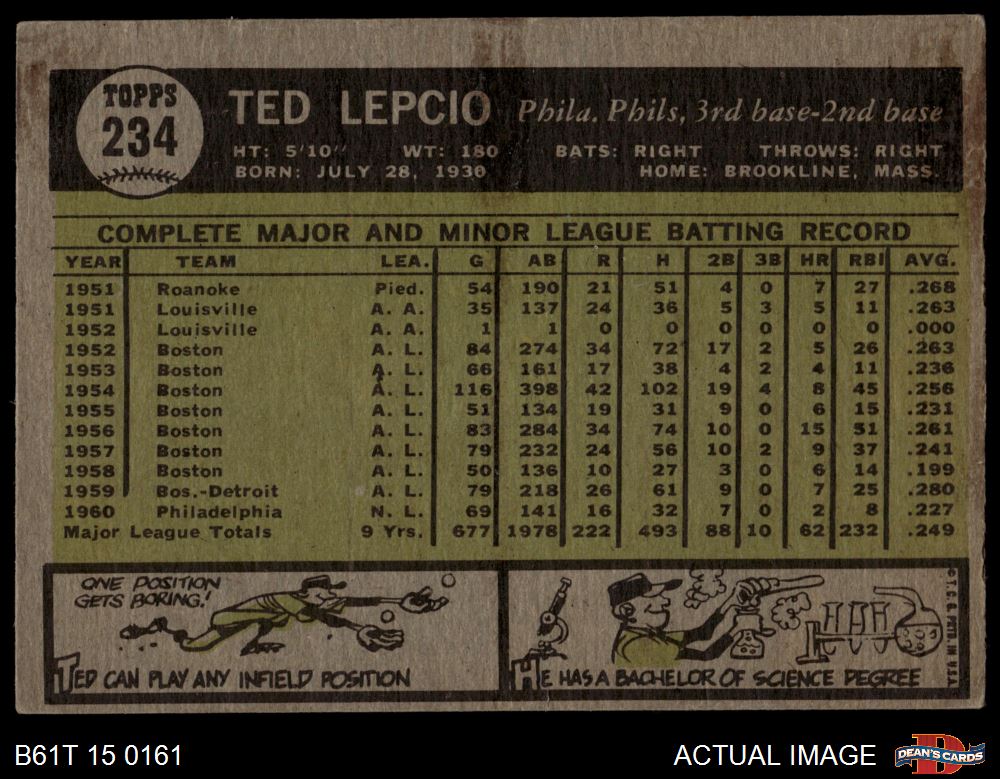 TOPPS
234
TED LEPCIO Phila. Phils, 3rd base-2nd base
HT: 5'10" WT: 180 BATS: RIGHT THROWS: RIGHT
BORN: JULY 28, 1930 HOME: BROOKLINE, MASS.
COMPLETE MAJOR AND MINOR LEAGUE BATTING RECORD
YEAR TEAM LEA. G AB R H 2B 3B HR RBI AVG.
1951 Roanoke Pied. 54 190 21 51 4 0 7 27 .268
1951 Louisville A. A. 35 137 24 36 5 3 5 11 .263
1952 Louisville A. A. 1 1 0 0 0 0 0 0 .000
1952 Boston A. L. 84 274 34 72 17 2 5 26 .263
1953 Boston A. L. 66 161 17 38 4 2 4 11 .236
1954 Boston A. L. 116 398 42 102 19 4 8 45 .256
1955 Boston A. L. 51 134 19 31 9 0 6 15 .231
1956 Boston A. L. 83 284 34 74 10 0 15 51 .261
1957 Boston A. L. 79 232 24 56 10 2 9 37 .241
1958 Boston A. L. 50 136 10 27 3 0 6 14 .199
1959 Bos.-Detroit A. L. 79 218 26 61 9 0 7 25 .280
1960 Philadelphia N. L. 69 141 16 32 7 0 2 8 .227
Major League Totals 9 Yrs. 677 1978 222 493 88 10 62 232 .249
ONE POSITION
GETS BORING!
TED CAN PLAY ANY INFIELD POSITION
HE HAS A BACHELOR OF SCIENCE DEGREE
© T.C.G. PRTD. IN U.S.A.
B61T 15 0161 ACTUAL IMAGE DEAN'S CARDS